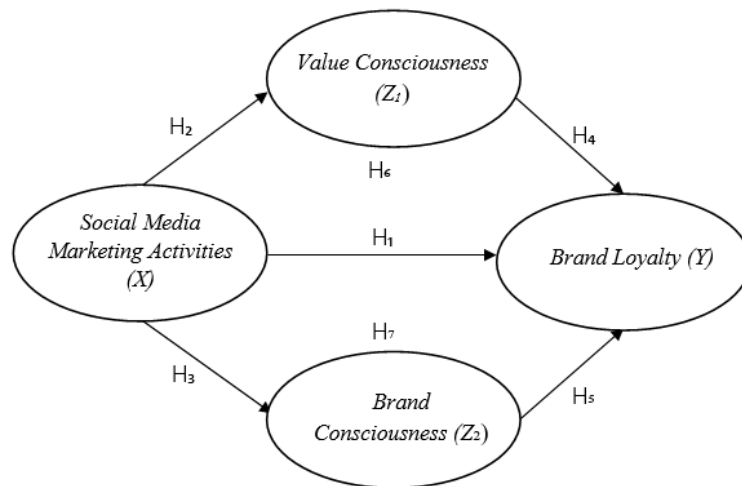 Value Consciousness
(Z₁)
H₂
H₄
H₆
Social Media
Marketing Activities
(X)
H₁
Brand Loyalty (Y)
H₇
H₃
Brand
Consciousness (Z₂)
H₅